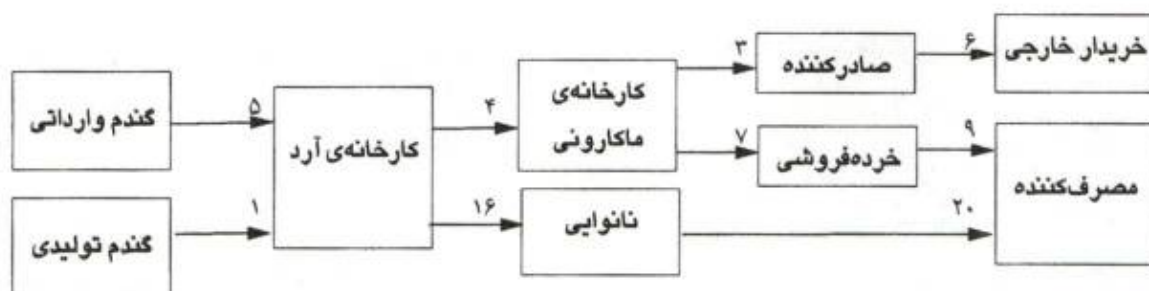 گندم وارداتی
۵
گندم تولیدی
۱
کارخانه‌ی آرد
۴
۱۶
کارخانه‌ی
ماکارونی
نانوایی
۳
۷
صادرکننده
خرده‌فروشی
۶
۹
۲۰
خریدار خارجی
مصرف‌کننده